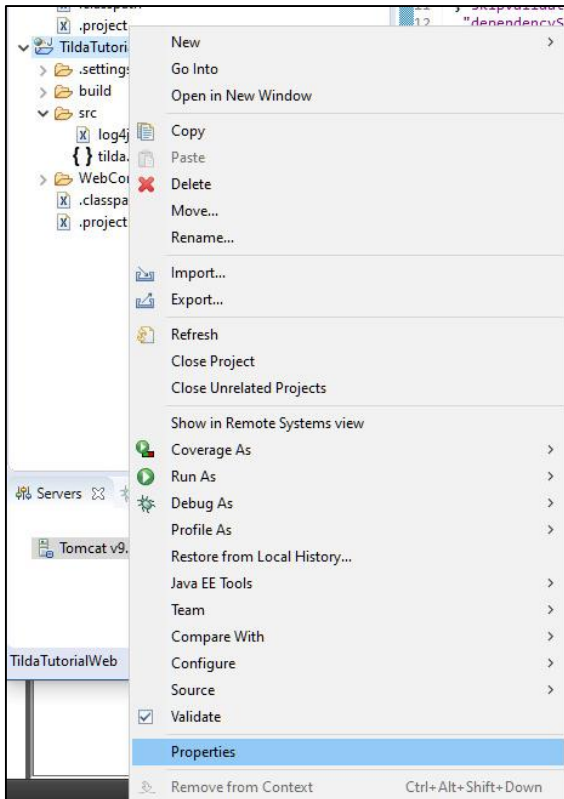 .project
TildaTutori
.settings
build
src
log4j
{ } tilda.
WebCon
.classpa
.project
12
"dependencyS
New
Go Into
Open in New Window
Copy
Paste
Delete
Move...
Rename...
Import...
Export...
Refresh
Close Project
Close Unrelated Projects
Show in Remote Systems view
Coverage As
Run As
Debug As
Profile As
Restore from Local History...
Java EE Tools
Team
Compare With
Configure
Source
Validate
Properties
Remove from Context Ctrl+Alt+Shift+Down
Servers
Tomcat v9.
TildaTutorialWeb